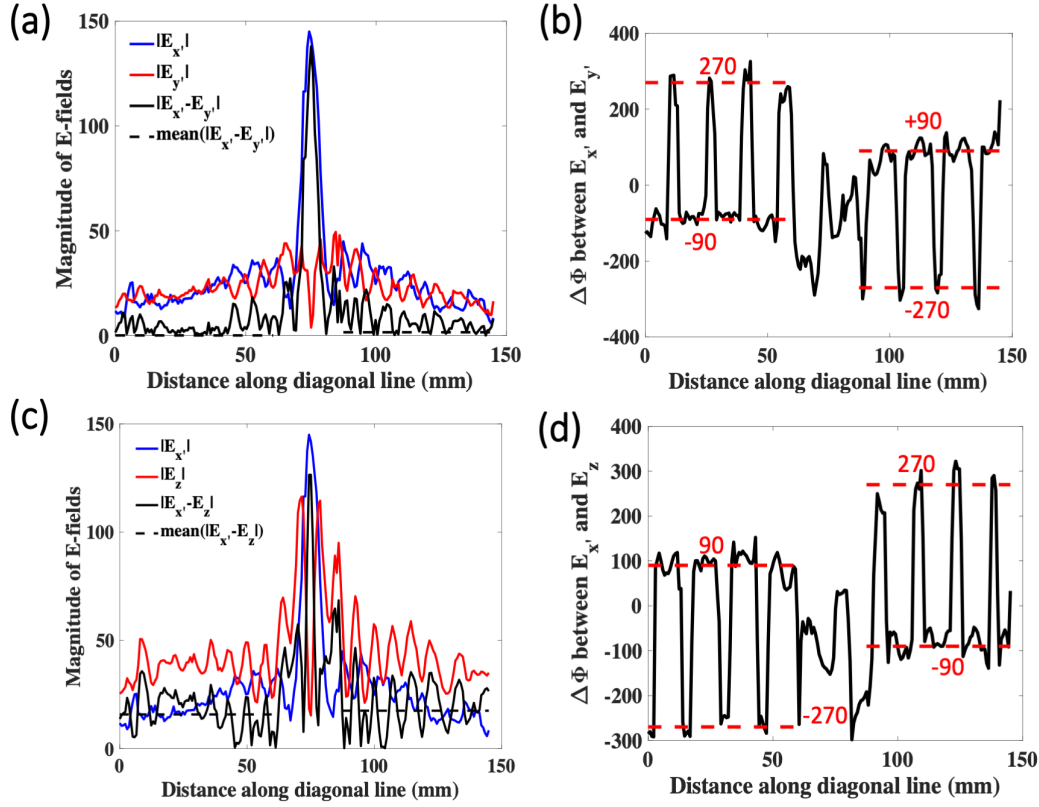 (a)
150
100
50
0
Magnitude of E-fields
|Ex'|
|Ey'|
|Ex'-Ey'|
mean(|Ex'-Ey'|)
0 50 100 150
Distance along diagonal line (mm)
(b)
400
200
0
-200
-400
ΔΦ between Ex' and Ey'
270
-90
+90
-270
0 50 100 150
Distance along diagonal line (mm)
(c)
150
100
50
0
Magnitude of E-fields
|Ex'|
|Ez|
|Ex'-Ez|
mean(|Ex'-Ez|)
0 50 100 150
Distance along diagonal line (mm)
(d)
400
300
200
100
0
-100
-200
-300
ΔΦ between Ex' and Ez
90
-270
270
-90
0 50 100 150
Distance along diagonal line (mm)